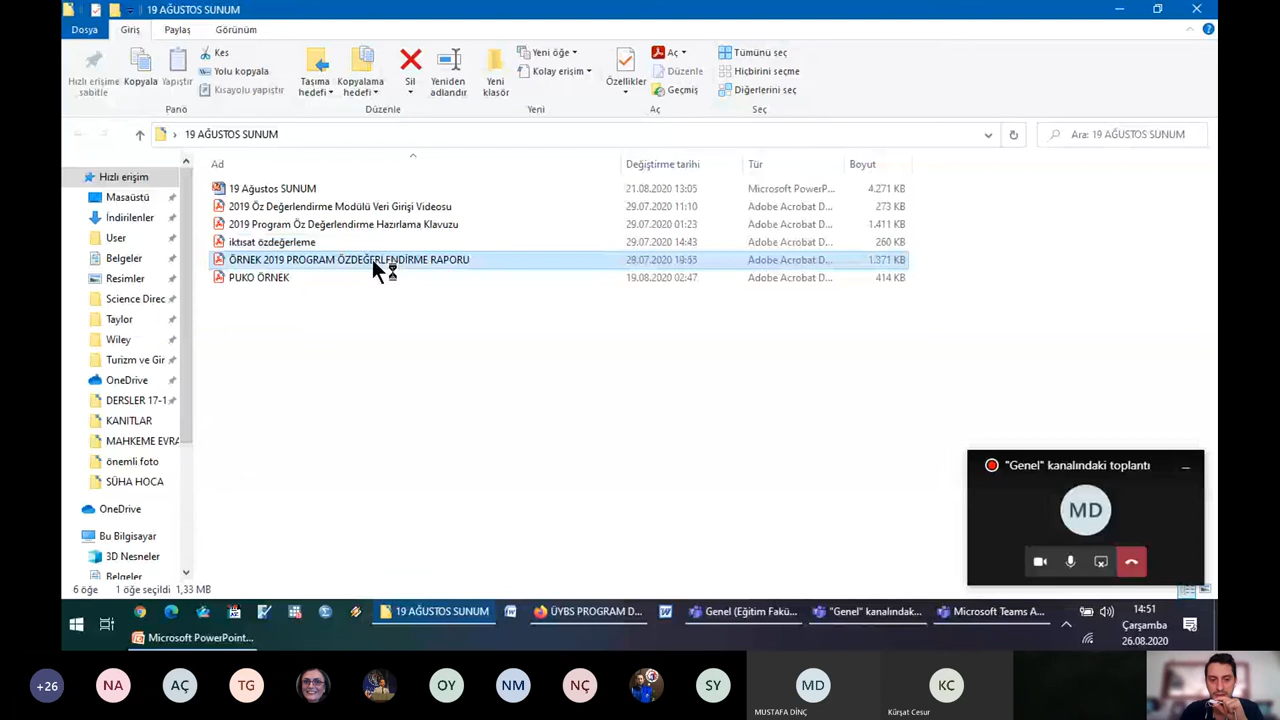 19 AĞUSTOS SUNUM
Dosya Giriş Paylaş Görünüm
Hızlı erişime sabitle
Kopyala
Yapıştır
Kes
Yolu kopyala
Kısayolu yapıştır
Pano
Taşıma hedefi
Kopyalama hedefi
Sil
Yeniden adlandır
Düzenle
Yeni klasör
Yeni öğe
Kolay erişim
Yeni
Özellikler
Aç
Düzenle
Geçmiş
Aç
Tümünü seç
Hiçbirini seçme
Diğerlerini seç
Seç
19 AĞUSTOS SUNUM
Ara: 19 AĞUSTOS SUNUM
Hızlı erişim
Masaüstü
İndirilenler
User
Belgeler
Resimler
Science Direc
Taylor
Wiley
Turizm ve Gir
OneDrive
DERSLER 17-1
KANITLAR
MAHKEME EVRA
önemli foto
SÜHA HOCA
OneDrive
Bu Bilgisayar
3D Nesneler
Belgeler
Ad Değiştirme tarihi Tür Boyut
19 Ağustos SUNUM 21.08.2020 13:05 Microsoft PowerP... 4.271 KB
2019 Öz Değerlendirme Modülü Veri Girişi Videosu 29.07.2020 11:10 Adobe Acrobat D... 273 KB
2019 Program Öz Değerlendirme Hazırlama Klavuzu 29.07.2020 01:23 Adobe Acrobat D... 1.411 KB
iktısat özdeğerleme 29.07.2020 14:43 Adobe Acrobat D... 260 KB
ÖRNEK 2019 PROGRAM ÖZDEĞERLENDİRME RAPORU 29.07.2020 19:55 Adobe Acrobat D... 1.371 KB
PUKO ÖRNEK 19.08.2020 02:47 Adobe Acrobat D... 414 KB
"Genel" kanalındaki toplantı
MD
6 öğe 1 öğe seçildi 1,33 MB
19 AĞUSTOS SUNUM
ÜYBS PROGRAM D...
Genel (Eğitim Fakü...
"Genel" kanalındak...
Microsoft Teams A...
14:51
Çarşamba
26.08.2020
Microsoft PowerPoint...
+26 NA AÇ TG OY NM NÇ SY MD KC
MUSTAFA DİNÇ
Kürşat Cesur